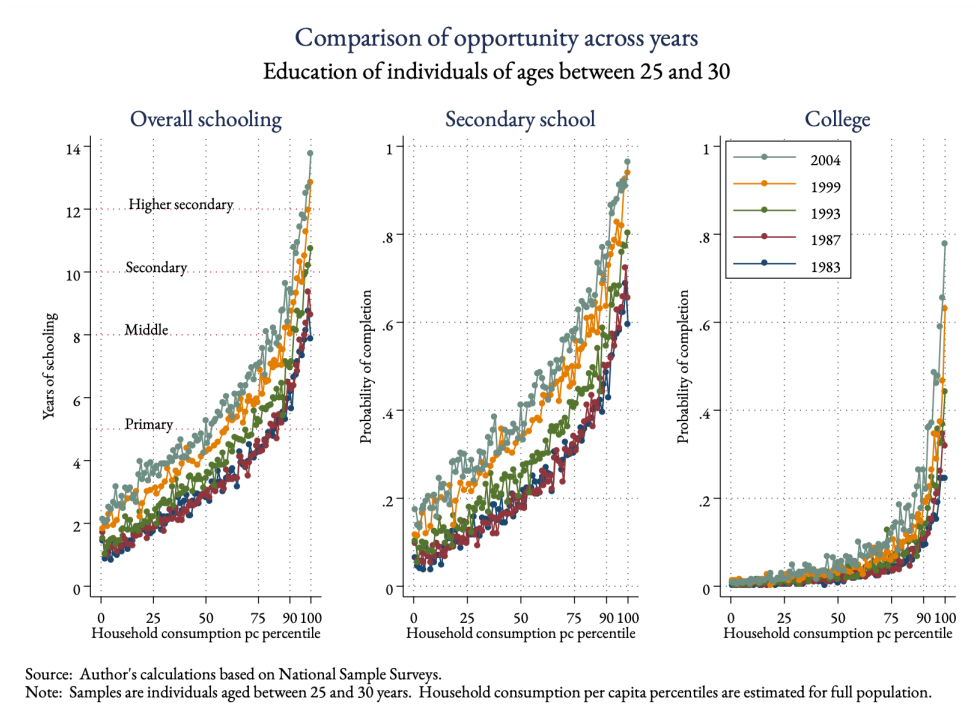 Comparison of opportunity across years
Education of individuals of ages between 25 and 30
Overall schooling
Years of schooling
14
12
10
8
6
4
2
0
Higher secondary
Secondary
Middle
Primary
0 25 50 75 90 100
Household consumption pc percentile
Secondary school
Probability of completion
1
.8
.6
.4
.2
0
0 25 50 75 90 100
Household consumption pc percentile
College
Probability of completion
1
.8
.6
.4
.2
0
2004
1999
1993
1987
1983
0 25 50 75 90 100
Household consumption pc percentile
Source: Author's calculations based on National Sample Surveys.
Note: Samples are individuals aged between 25 and 30 years. Household consumption per capita percentiles are estimated for full population.